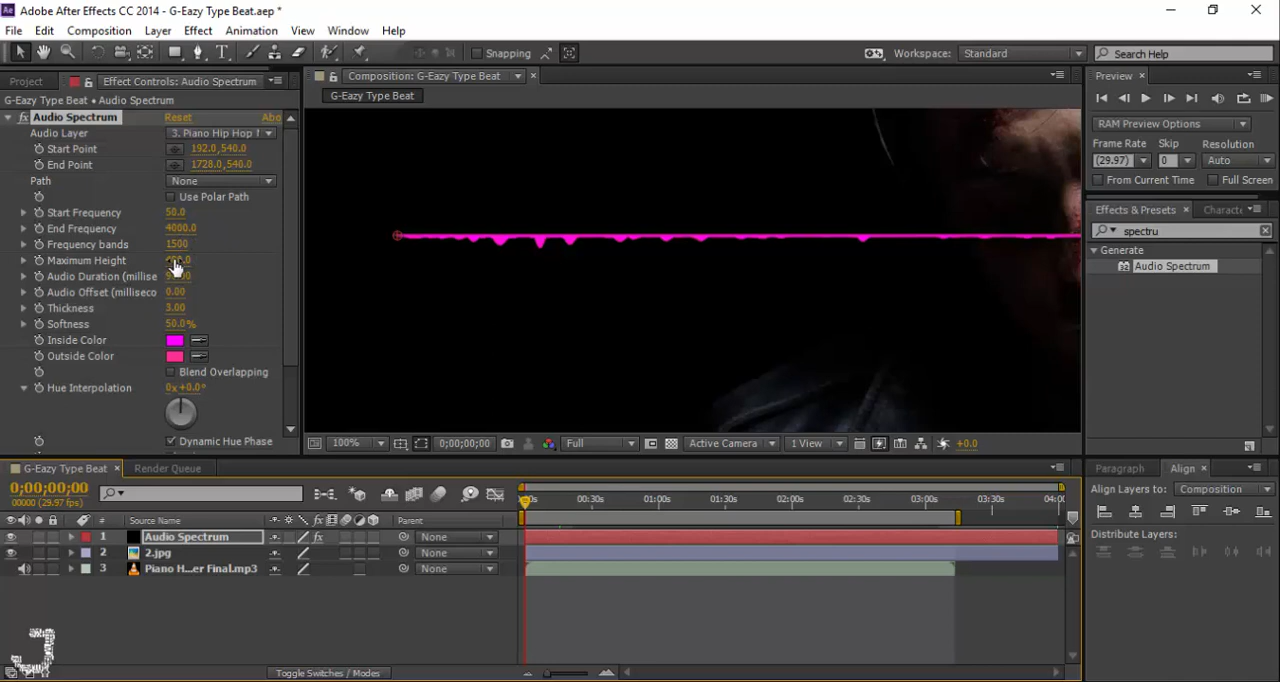 Ae Adobe After Effects CC 2014 - G-Eazy Type Beat.aep *
File Edit Composition Layer Effect Animation View Window Help
Snapping Workspace: Standard Search Help
Project Effect Controls: Audio Spectrum Composition: G-Eazy Type Beat Preview
G-Eazy Type Beat • Audio Spectrum G-Eazy Type Beat
fx Audio Spectrum Reset Abo
RAM Preview Options
Audio Layer 3. Piano Hip Hop
Frame Rate Skip Resolution
Start Point 192.0,540.0
(29.97) 0 Auto
End Point 1728.0,540.0
Path None
From Current Time Full Screen
Use Polar Path
Start Frequency 50.0
Effects & Presets Characte
End Frequency 4000.0
spectru
Frequency bands 1500
Generate
Maximum Height
Audio Spectrum
Audio Duration (millise
Audio Offset (milliseco 0.00
Thickness 3.00
Softness 50.0%
Inside Color
Outside Color
Blend Overlapping
Hue Interpolation 0x+0.0°
Dynamic Hue Phase
100% 0;00;00;00 Full Active Camera 1 View +0.0
G-Eazy Type Beat Render Queue Paragraph Align
0;00;00;00
00000 (29.97 fps)
00:30s 01:00s 01:30s 02:00s 02:30s 03:00s 03:30s
Align Layers to: Composition
# Source Name fx Parent
1 Audio Spectrum fx None
Distribute Layers:
2 2.jpg None
3 Piano H...er Final.mp3 None
J
Toggle Switches / Modes